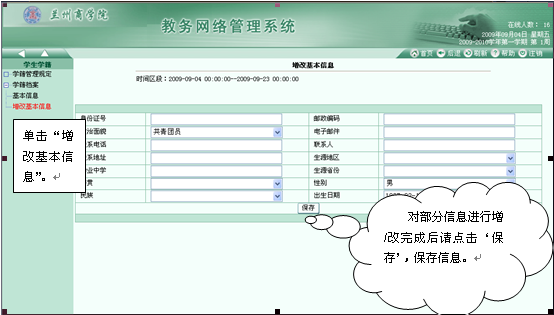 兰州商学院
教务网络管理系统
在线人数: 16
2009年09月04日 星期五
2009-2010学年第一学期 第 1周
首页 后退 刷新 帮助 注销
学生学籍
学籍管理规定
学籍档案
基本信息
增改基本信息
增改基本信息
时间区段:2009-09-04 00:00:00--2009-09-23 00:00:00
身份证号 邮政编码
治面貌 共青团员 电子邮件
系电话 联系人
系地址 生源地区
业中学 生源省份
贯 性别 男
民族 出生日期
保存
单击“增
改基本信
息”。
对部分信息进行增
/改完成后请点击‘保
存’,保存信息。